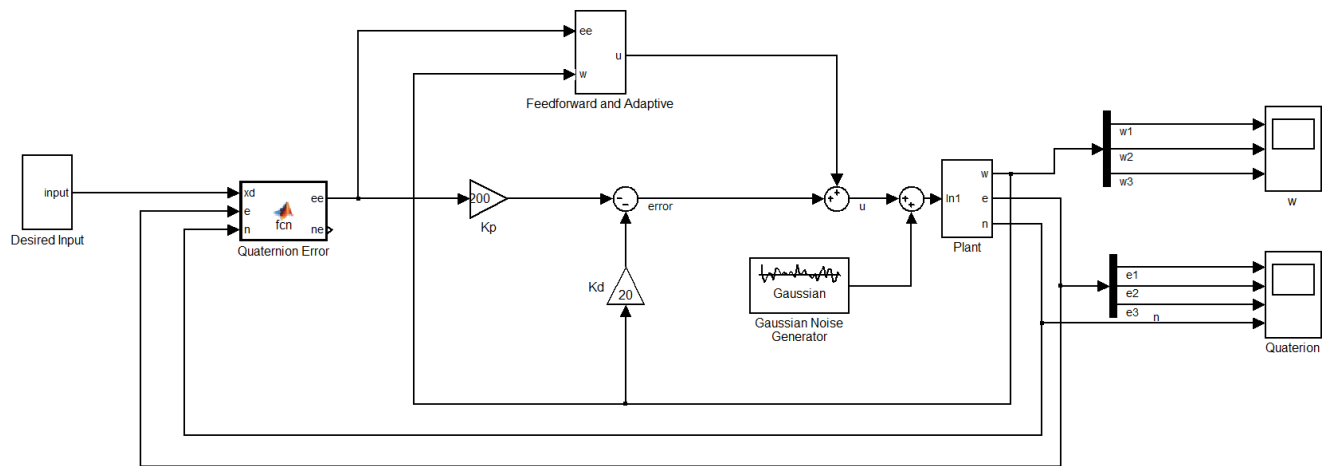 ee
u
w
Feedforward and Adaptive
input
Desired Input
xd
e
n
fcn
ee
ne
Quaternion Error
200
Kp
error
20
Kd
u
Gaussian
Gaussian Noise
Generator
In1
w
e
n
Plant
w1
w2
w3
w
e1
e2
e3
n
Quaterion